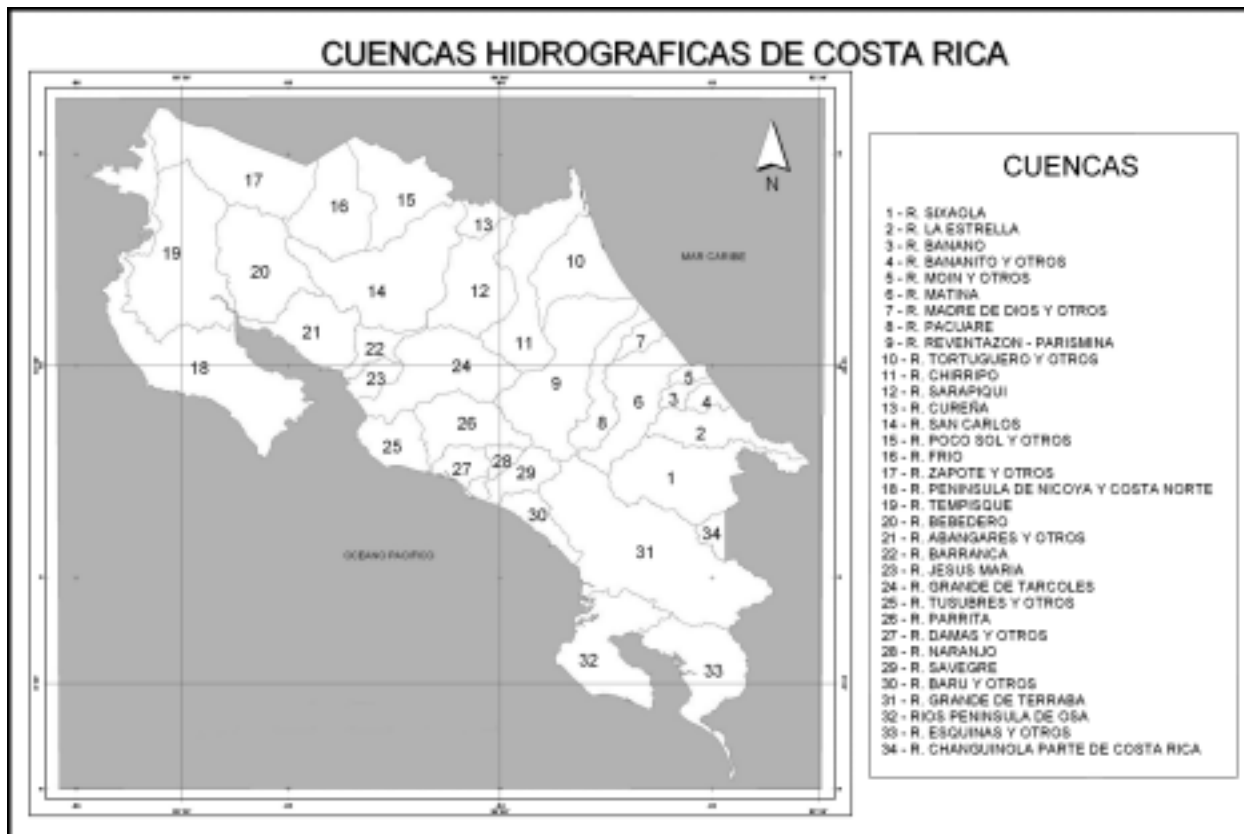 CUENCAS HIDROGRAFICAS DE COSTA RICA
N
MAR CARIBE
OCEANO PACIFICO
17
16
15
13
19
20
10
14
12
21
7
22
11
24
18
23
9
5
3
4
6
26
8
25
2
28
27
29
1
30
34
31
32
33
CUENCAS
1 - R. SIXAOLA
2 - R. LA ESTRELLA
3 - R. BANANO
4 - R. BANANITO Y OTROS
5 - R. MOIN Y OTROS
6 - R. MATINA
7 - R. MADRE DE DIOS Y OTROS
8 - R. PACUARE
9 - R. REVENTAZON - PARISMINA
10 - R. TORTUGUERO Y OTROS
11 - R. CHIRRIPO
12 - R. SARAPIQUI
13 - R. CUREÑA
14 - R. SAN CARLOS
15 - R. POCO SOL Y OTROS
16 - R. FRIO
17 - R. ZAPOTE Y OTROS
18 - R. PENINSULA DE NICOYA Y COSTA NORTE
19 - R. TEMPISQUE
20 - R. BEBEDERO
21 - R. ABANGARES Y OTROS
22 - R. BARRANCA
23 - R. JESUS MARIA
24 - R. GRANDE DE TARCOLES
25 - R. TUSUBRES Y OTROS
26 - R. PARRITA
27 - R. DAMAS Y OTROS
28 - R. NARANJO
29 - R. SAVEGRE
30 - R. BARU Y OTROS
31 - R. GRANDE DE TERRABA
32 - RIOS PENINSULA DE OSA
33 - R. ESQUINAS Y OTROS
34 - R. CHANGUINOLA PARTE DE COSTA RICA